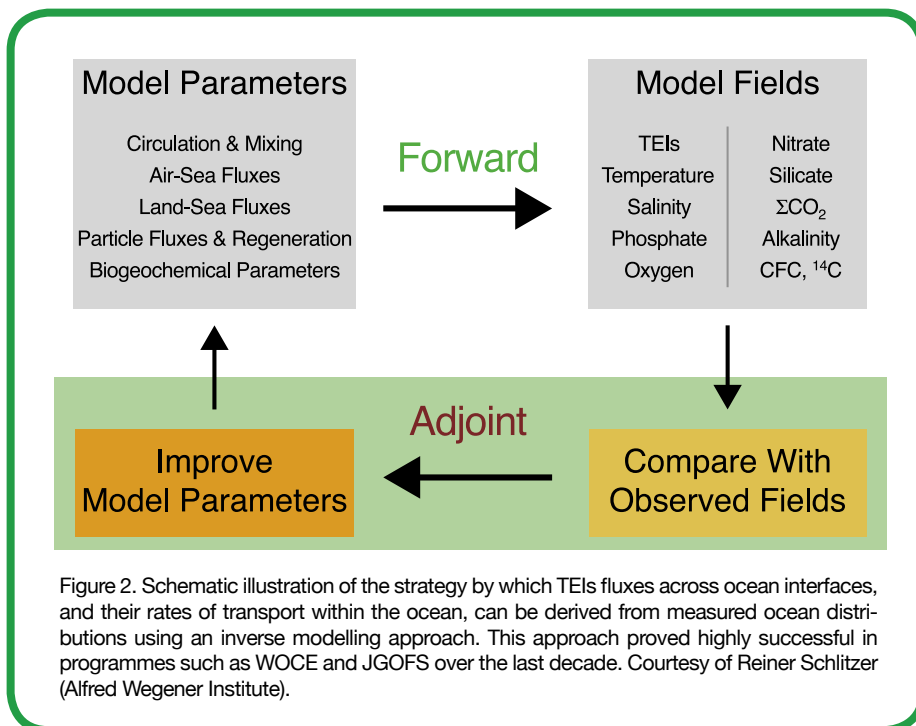 Model Parameters
Circulation & Mixing
Air-Sea Fluxes
Land-Sea Fluxes
Particle Fluxes & Regeneration
Biogeochemical Parameters
Forward
Model Fields
TEIs
Temperature
Salinity
Phosphate
Oxygen
Nitrate
Silicate
ΣCO₂
Alkalinity
CFC, ¹⁴C
Adjoint
Improve
Model Parameters
Compare With
Observed Fields
Figure 2. Schematic illustration of the strategy by which TEIs fluxes across ocean interfaces,
and their rates of transport within the ocean, can be derived from measured ocean distri-
butions using an inverse modelling approach. This approach proved highly successful in
programmes such as WOCE and JGOFS over the last decade. Courtesy of Reiner Schlitzer
(Alfred Wegener Institute).